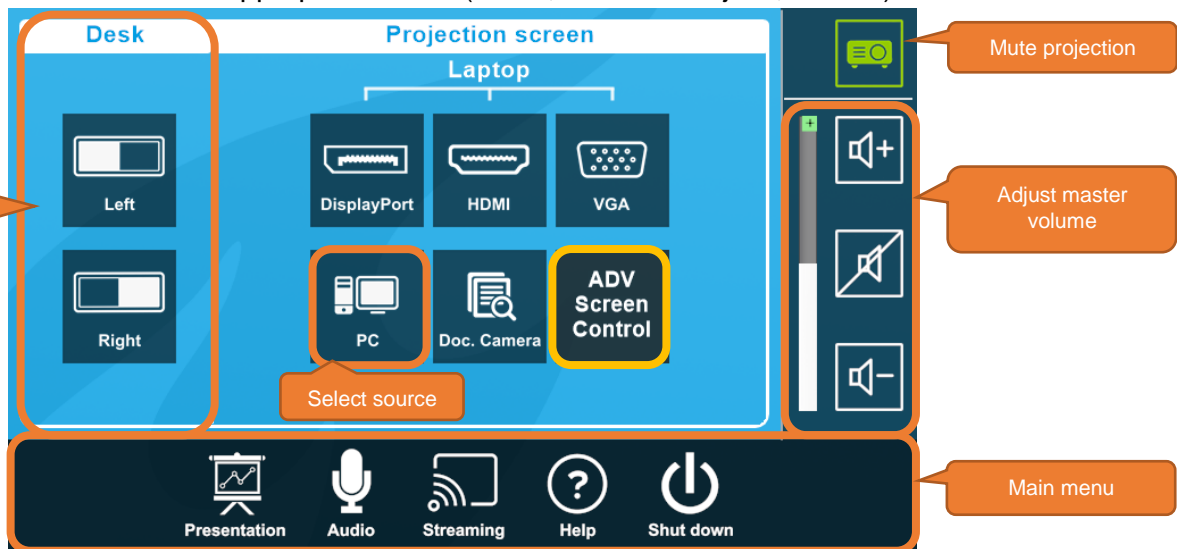 Desk
Projection screen
Mute projection
Laptop
Left
DisplayPort
HDMI
VGA
Adjust master
volume
Right
PC
Doc. Camera
ADV
Screen
Control
Select source
Main menu
Presentation
Audio
Streaming
Help
Shut down